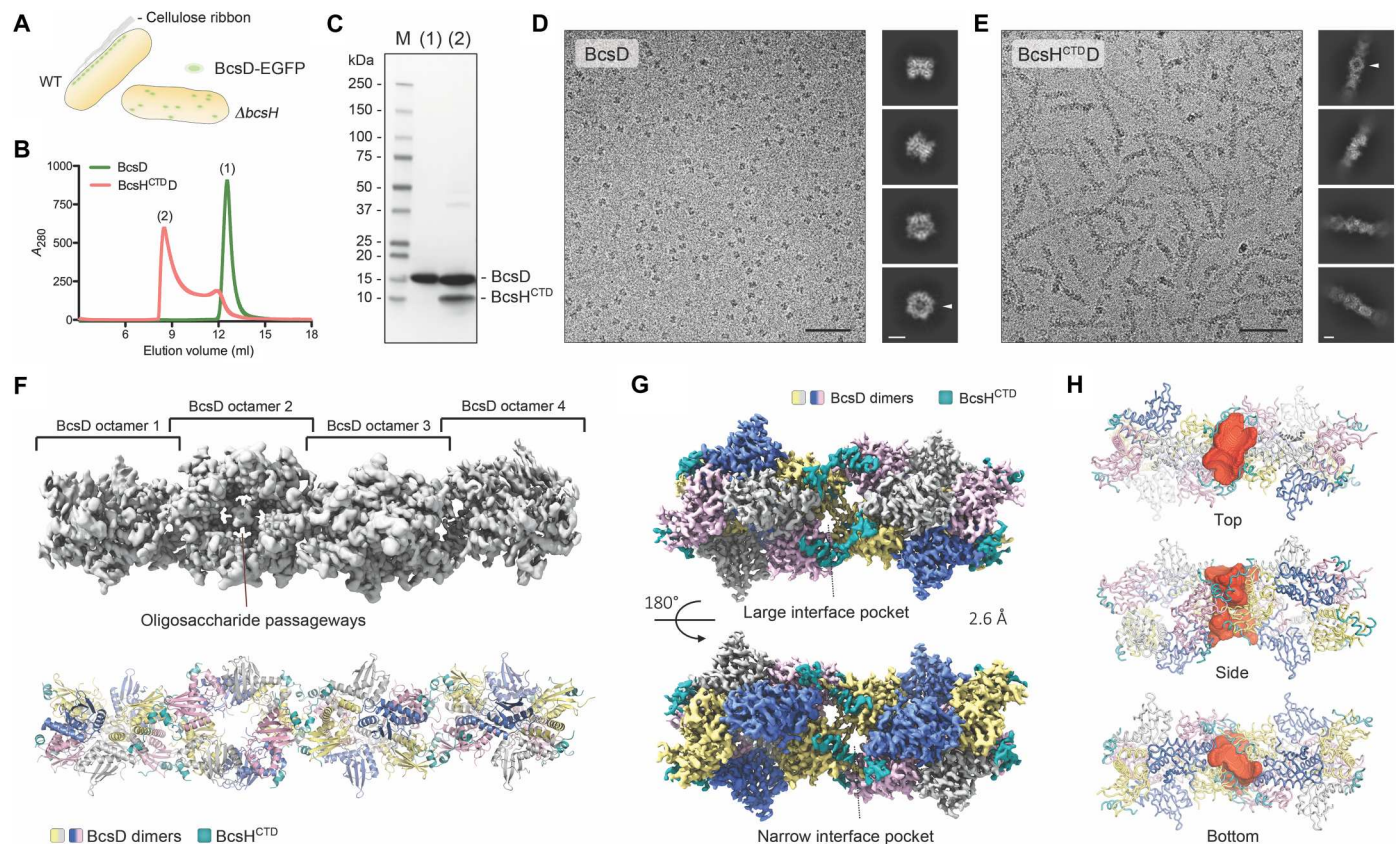 A
- Cellulose ribbon
WT
BcsD-EGFP
ΔbcsH
B
BcsD
BcsH^CTD D
(1)
(2)
1000
750
500
250
0
A280
6 9 12 15 18
Elution volume (ml)
C
M (1) (2)
kDa
250 -
150 -
100 -
75 -
50 -
37 -
25 -
20 -
15 -
10 -
- BcsD
- BcsH^CTD
D
BcsD
E
BcsH^CTD D
F
BcsD octamer 1
BcsD octamer 2
BcsD octamer 3
BcsD octamer 4
Oligosaccharide passageways
BcsD dimers
BcsH^CTD
G
BcsD dimers
BcsH^CTD
180°
Large interface pocket
2.6 Å
Narrow interface pocket
H
Top
Side
Bottom